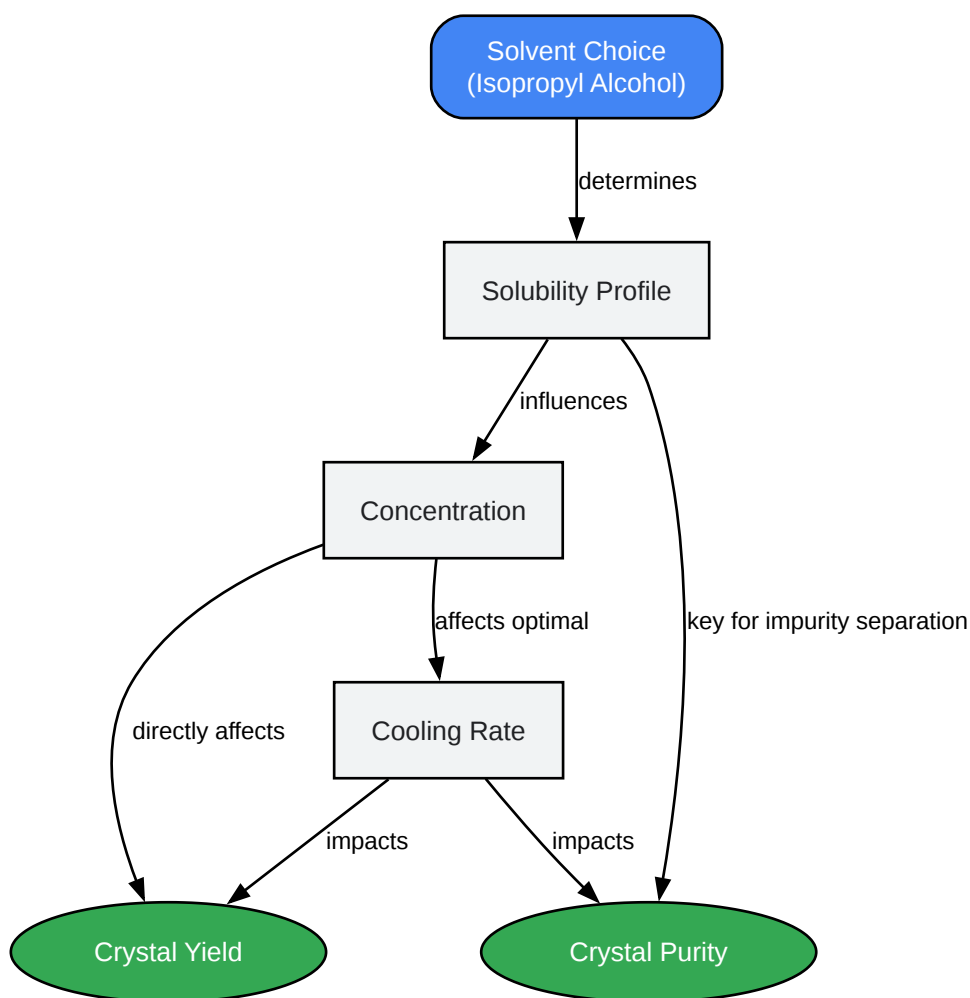 Solvent Choice
(Isopropyl Alcohol)
determines
Solubility Profile
influences
Concentration
affects optimal
key for impurity separation
directly affects
Cooling Rate
impacts
impacts
Crystal Yield
Crystal Purity